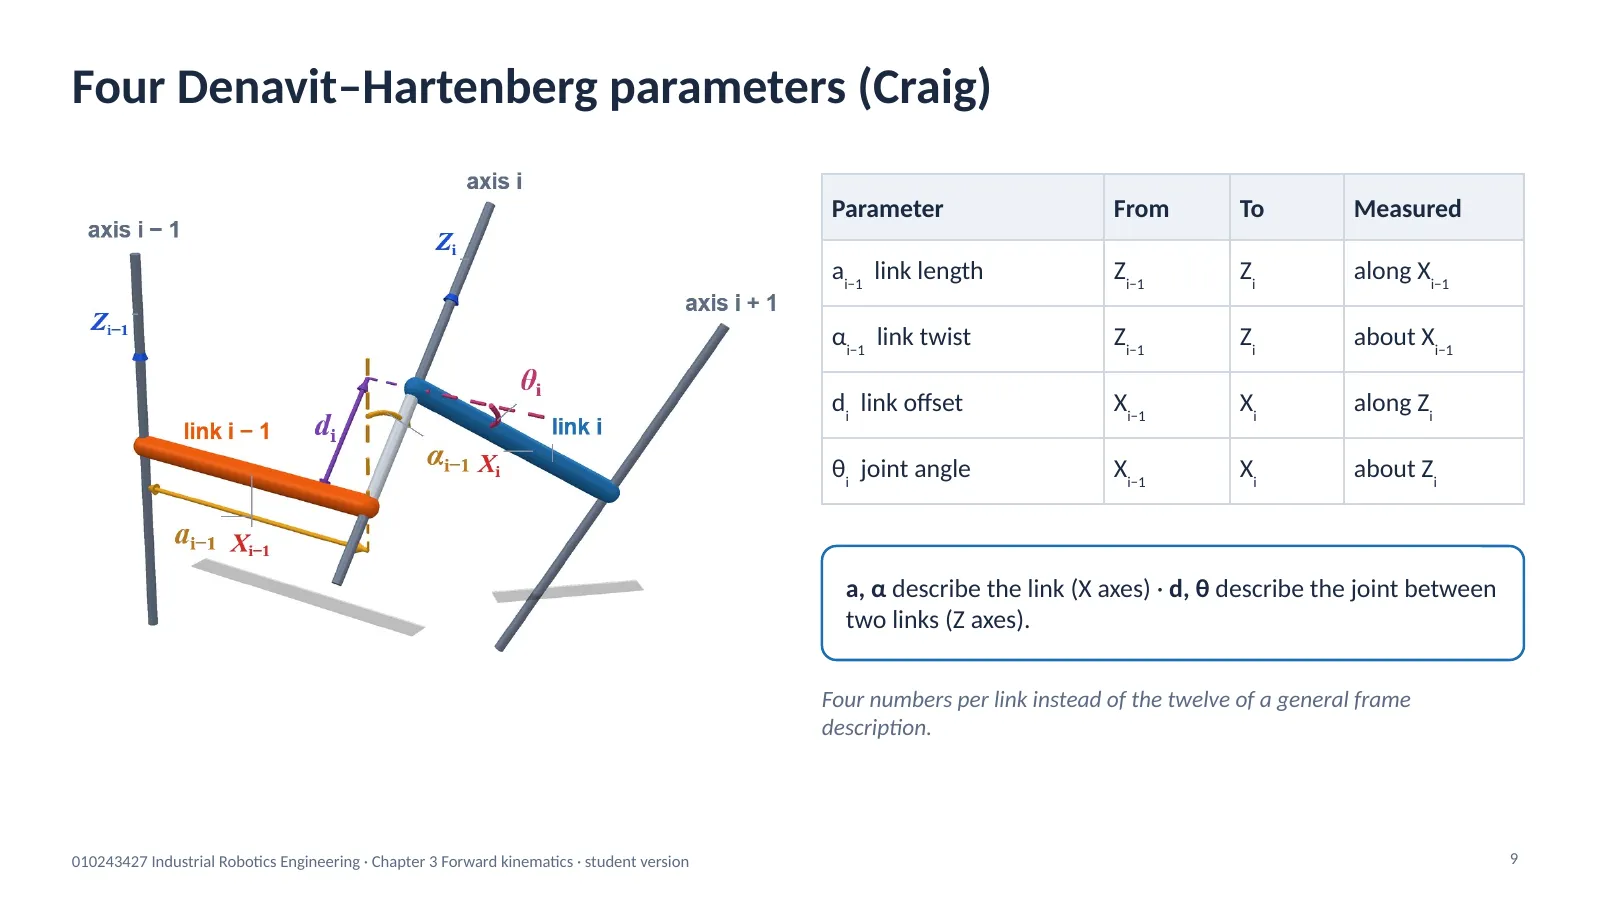 Four Denavit–Hartenberg parameters (Craig)
axis i
axis i − 1
Zi
axis i + 1
Zi−1
θi
link i − 1
di
link i
αi−1 Xi
ai−1 Xi−1
Parameter From To Measured
ai−1 link length Zi−1 Zi along Xi−1
αi−1 link twist Zi−1 Zi about Xi−1
di link offset Xi−1 Xi along Zi
θi joint angle Xi−1 Xi about Zi
a, α describe the link (X axes) · d, θ describe the joint between
two links (Z axes).
Four numbers per link instead of the twelve of a general frame
description.
010243427 Industrial Robotics Engineering · Chapter 3 Forward kinematics · student version
9